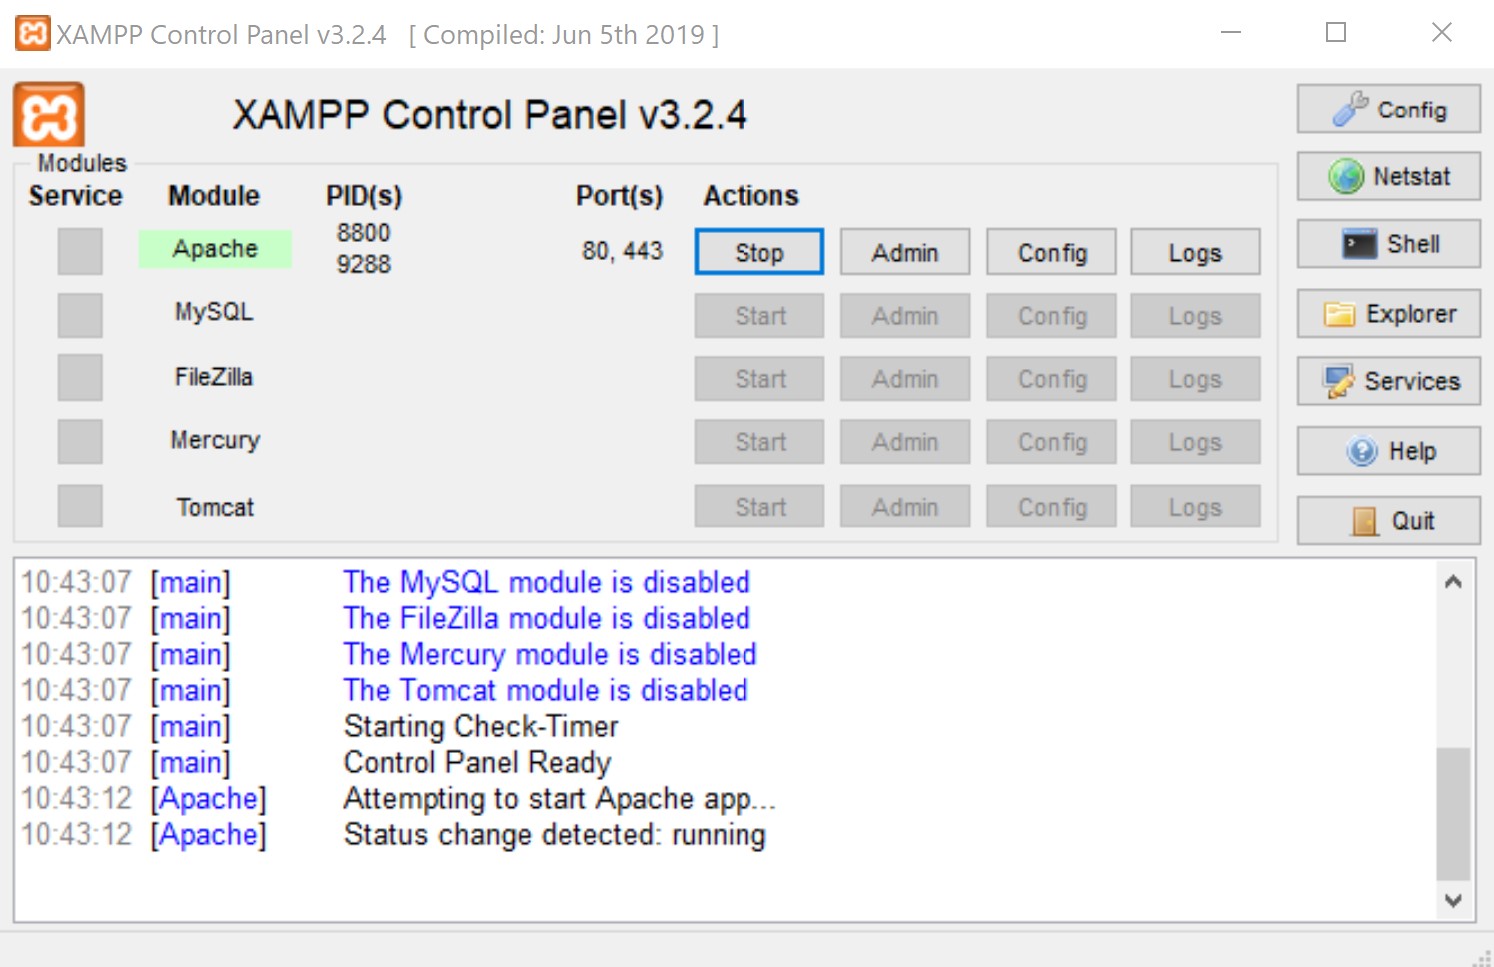 XAMPP Control Panel v3.2.4 [ Compiled: Jun 5th 2019 ]
XAMPP Control Panel v3.2.4
Config
Modules
Netstat
Service Module PID(s) Port(s) Actions
Apache 8800 9288 80, 443 Stop Admin Config Logs
Shell
MySQL Start Admin Config Logs
Explorer
FileZilla Start Admin Config Logs
Services
Mercury Start Admin Config Logs
Help
Tomcat Start Admin Config Logs
Quit
10:43:07 [main] The MySQL module is disabled
10:43:07 [main] The FileZilla module is disabled
10:43:07 [main] The Mercury module is disabled
10:43:07 [main] The Tomcat module is disabled
10:43:07 [main] Starting Check-Timer
10:43:07 [main] Control Panel Ready
10:43:12 [Apache] Attempting to start Apache app...
10:43:12 [Apache] Status change detected: running